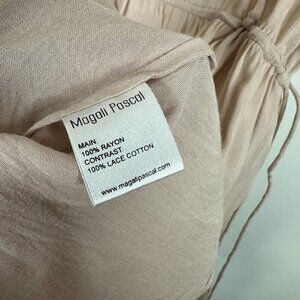 Magali Pascal
MAIN:
100% RAYON
CONTRAST:
100% LACE COTTON
www.magalipascal.com